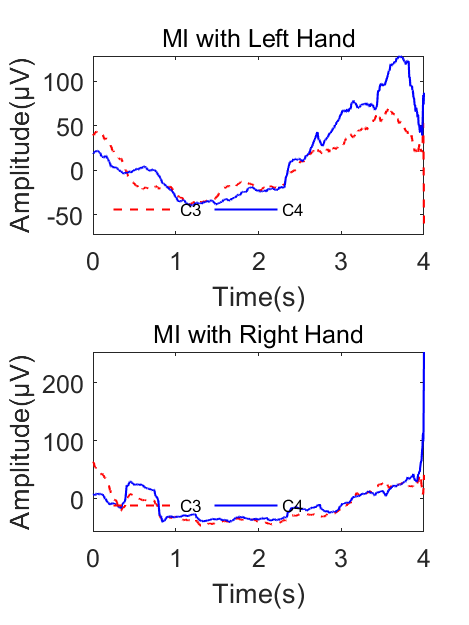 MI with Left Hand
Amplitude(µV)
100
50
0
-50
C3 C4
0 1 2 3 4
Time(s)
MI with Right Hand
Amplitude(µV)
200
100
0
C3 C4
0 1 2 3 4
Time(s)